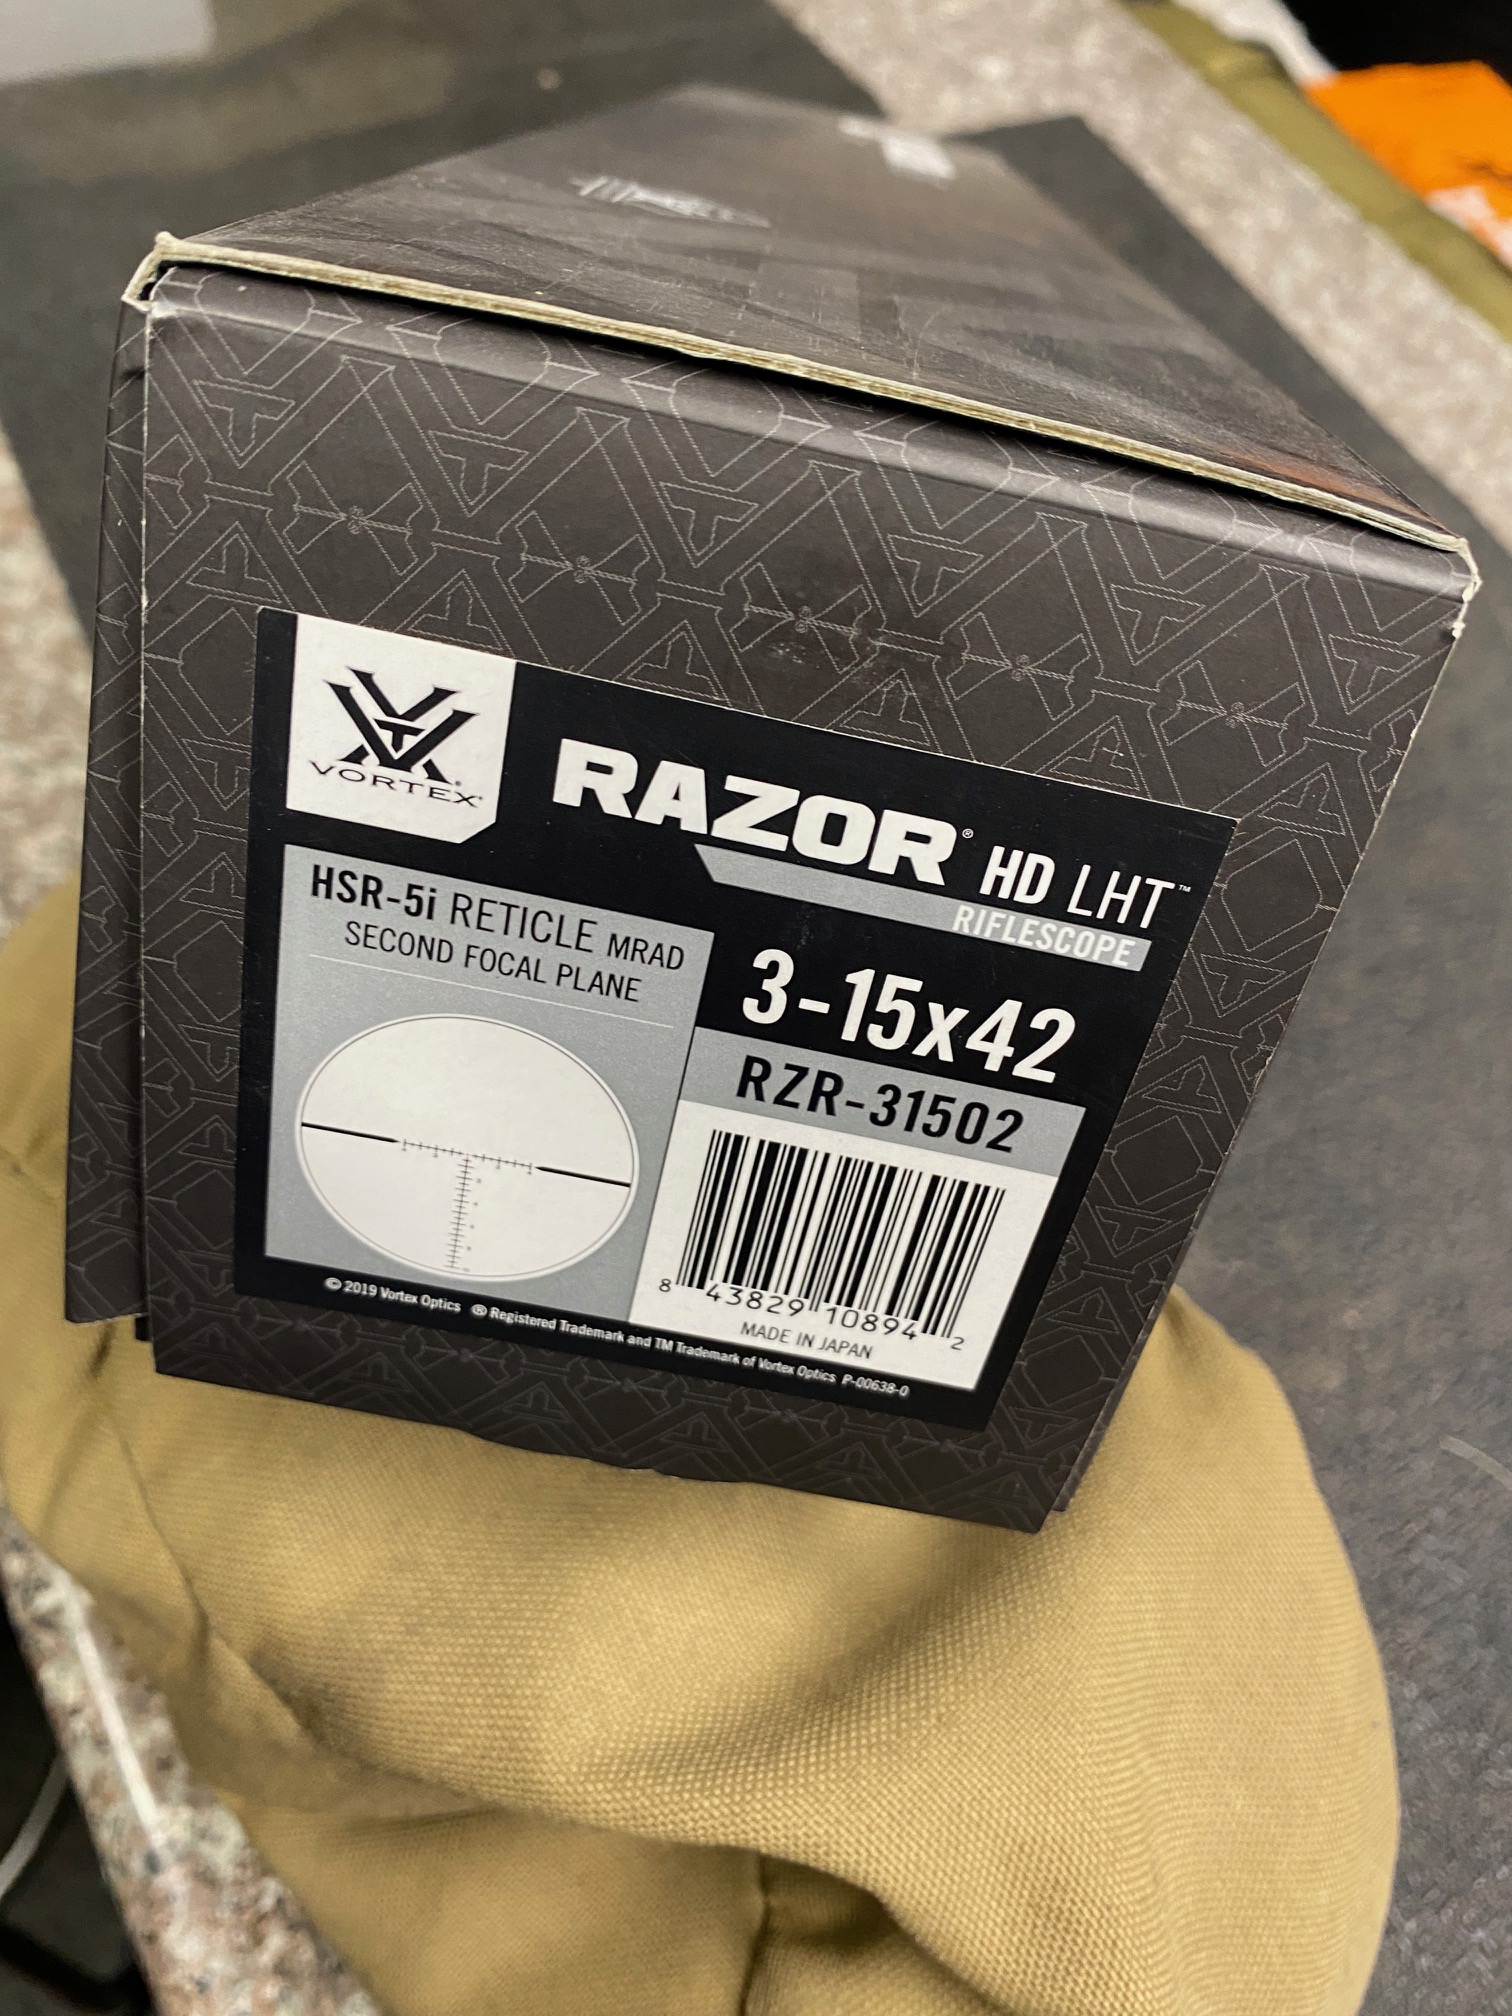 VORTEX®
RAZOR® HD LHT™
RIFLESCOPE
HSR-5i RETICLE MRAD
SECOND FOCAL PLANE
3-15x42
RZR-31502
8 43829 10894 2
MADE IN JAPAN
© 2019 Vortex Optics ® Registered Trademark and TM Trademark of Vortex Optics P-00638-0